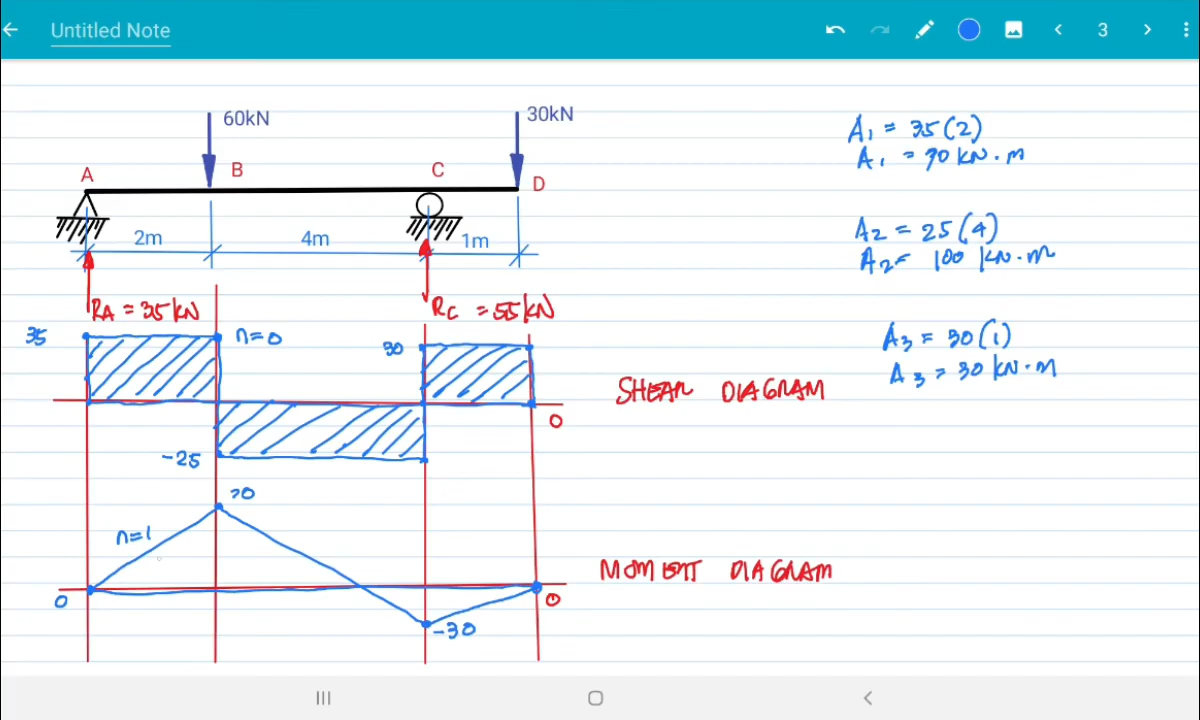 Untitled Note
3
60kN
30kN
A
B
C
D
2m
4m
1m
RA = 35 KN
RC = 55 KN
35
n=0
30
-25
0
SHEAR DIAGRAM
70
n=1
0
-30
0
MOMENT DIAGRAM
A1 = 35(2)
A1 = 70 KN·m
A2 = 25(4)
A2= 100 KN·m
A3 = 30(1)
A3 = 30 KN·m